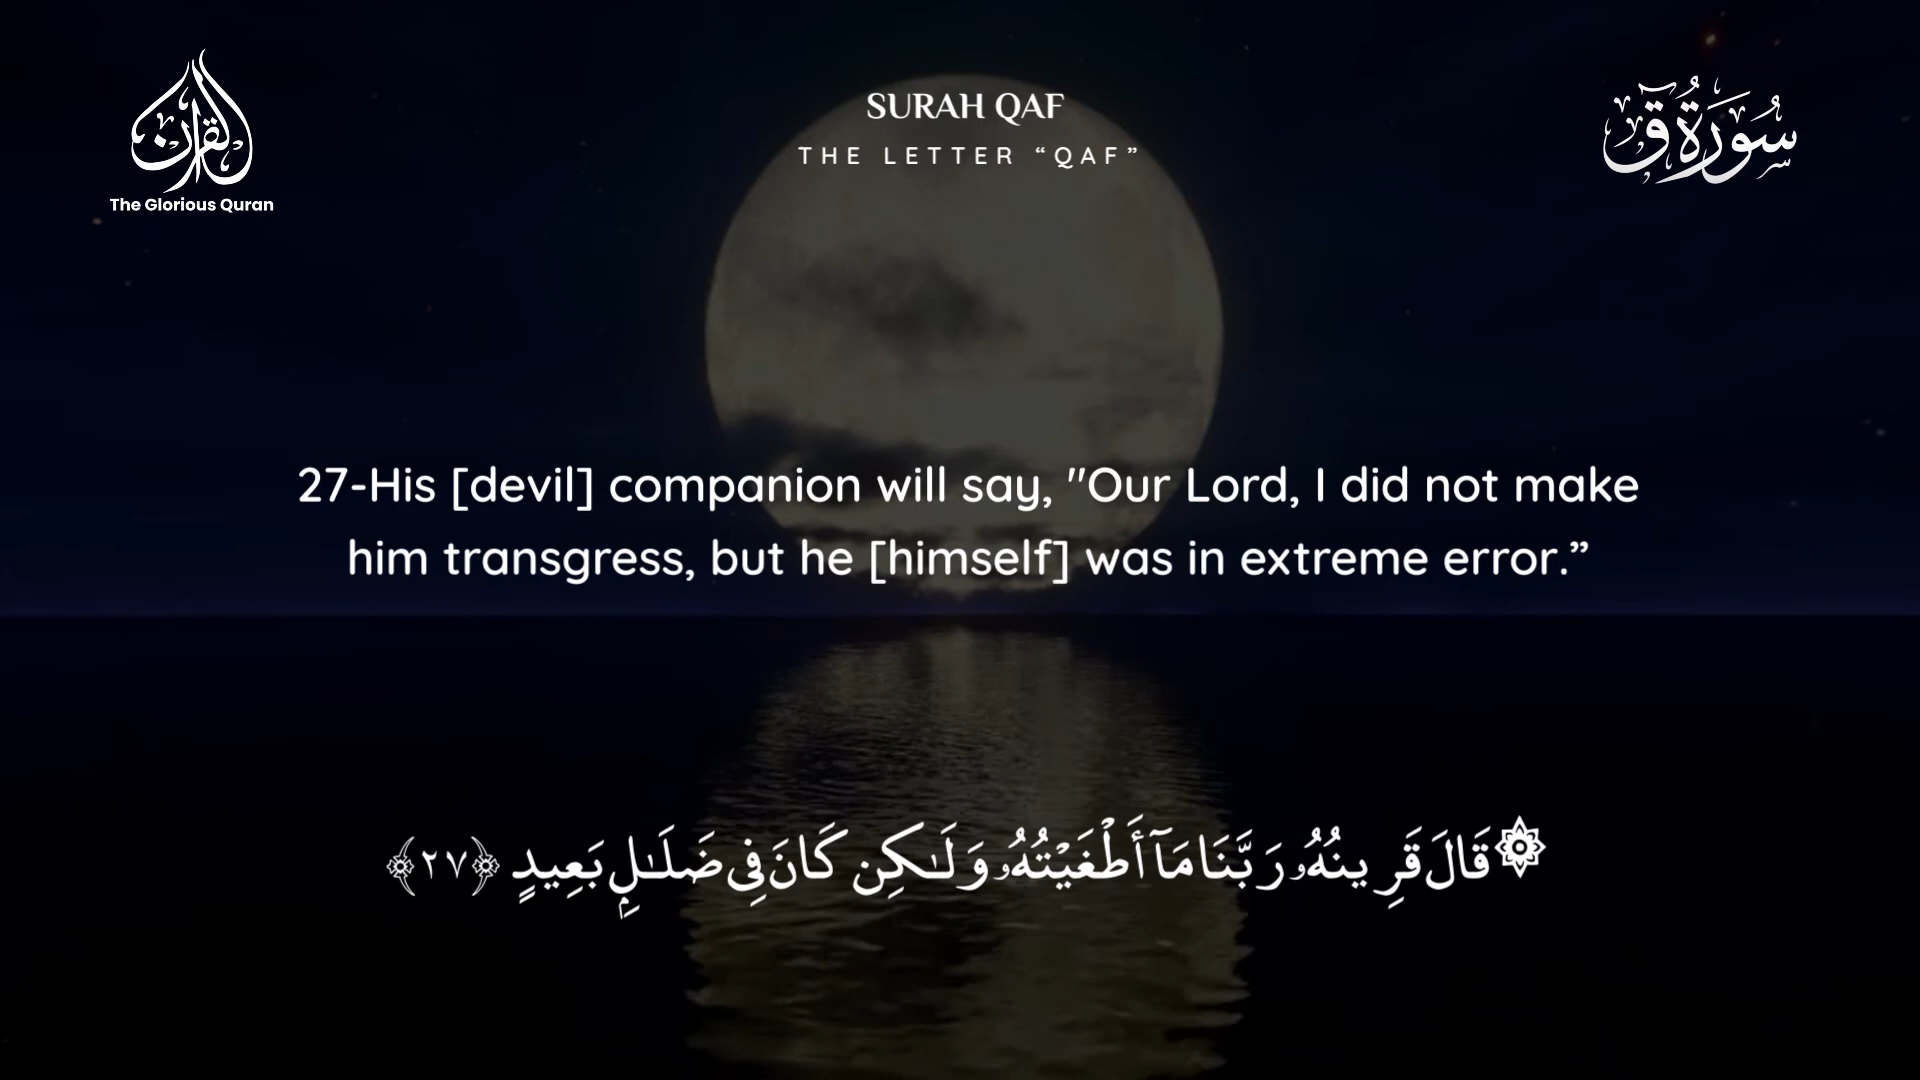 القرآن
The Glorious Quran
SURAH QAF
THE LETTER “QAF”
سُورَةُ قٓ
27-His [devil] companion will say, "Our Lord, I did not make
him transgress, but he [himself] was in extreme error.”
۞ قَالَ قَرِينُهُۥ رَبَّنَا مَآ أَطْغَيْتُهُۥ وَلَـٰكِن كَانَ فِى ضَلَـٰلٍۭ بَعِيدٍ ﴿٢٧﴾